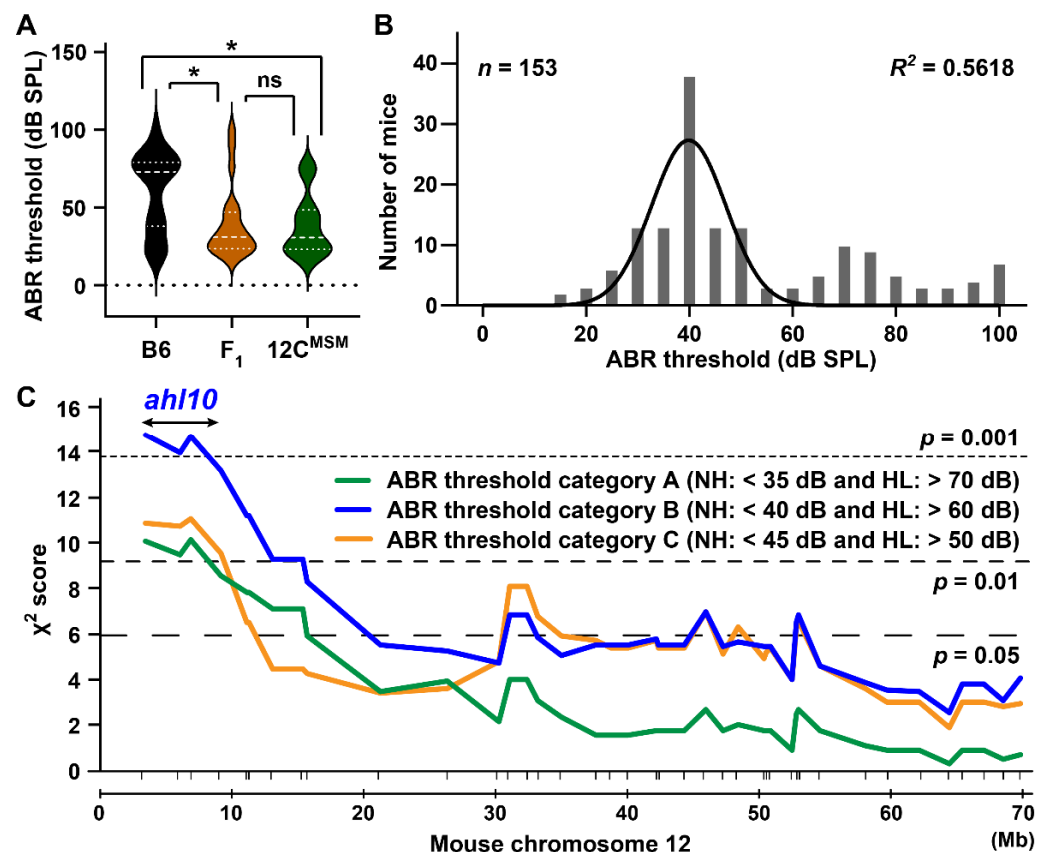 A
ABR threshold (dB SPL)
150
100
50
0
*
*
ns
B6
F1
12C^MSM
B
Number of mice
40
30
20
10
0
n = 153
R² = 0.5618
0 20 40 60 80 100
ABR threshold (dB SPL)
C
χ² score
16
14
12
10
8
6
4
2
0
ahl10
p = 0.001
ABR threshold category A (NH: < 35 dB and HL: > 70 dB)
ABR threshold category B (NH: < 40 dB and HL: > 60 dB)
ABR threshold category C (NH: < 45 dB and HL: > 50 dB)
p = 0.01
p = 0.05
0 10 20 30 40 50 60 70
Mouse chromosome 12
(Mb)